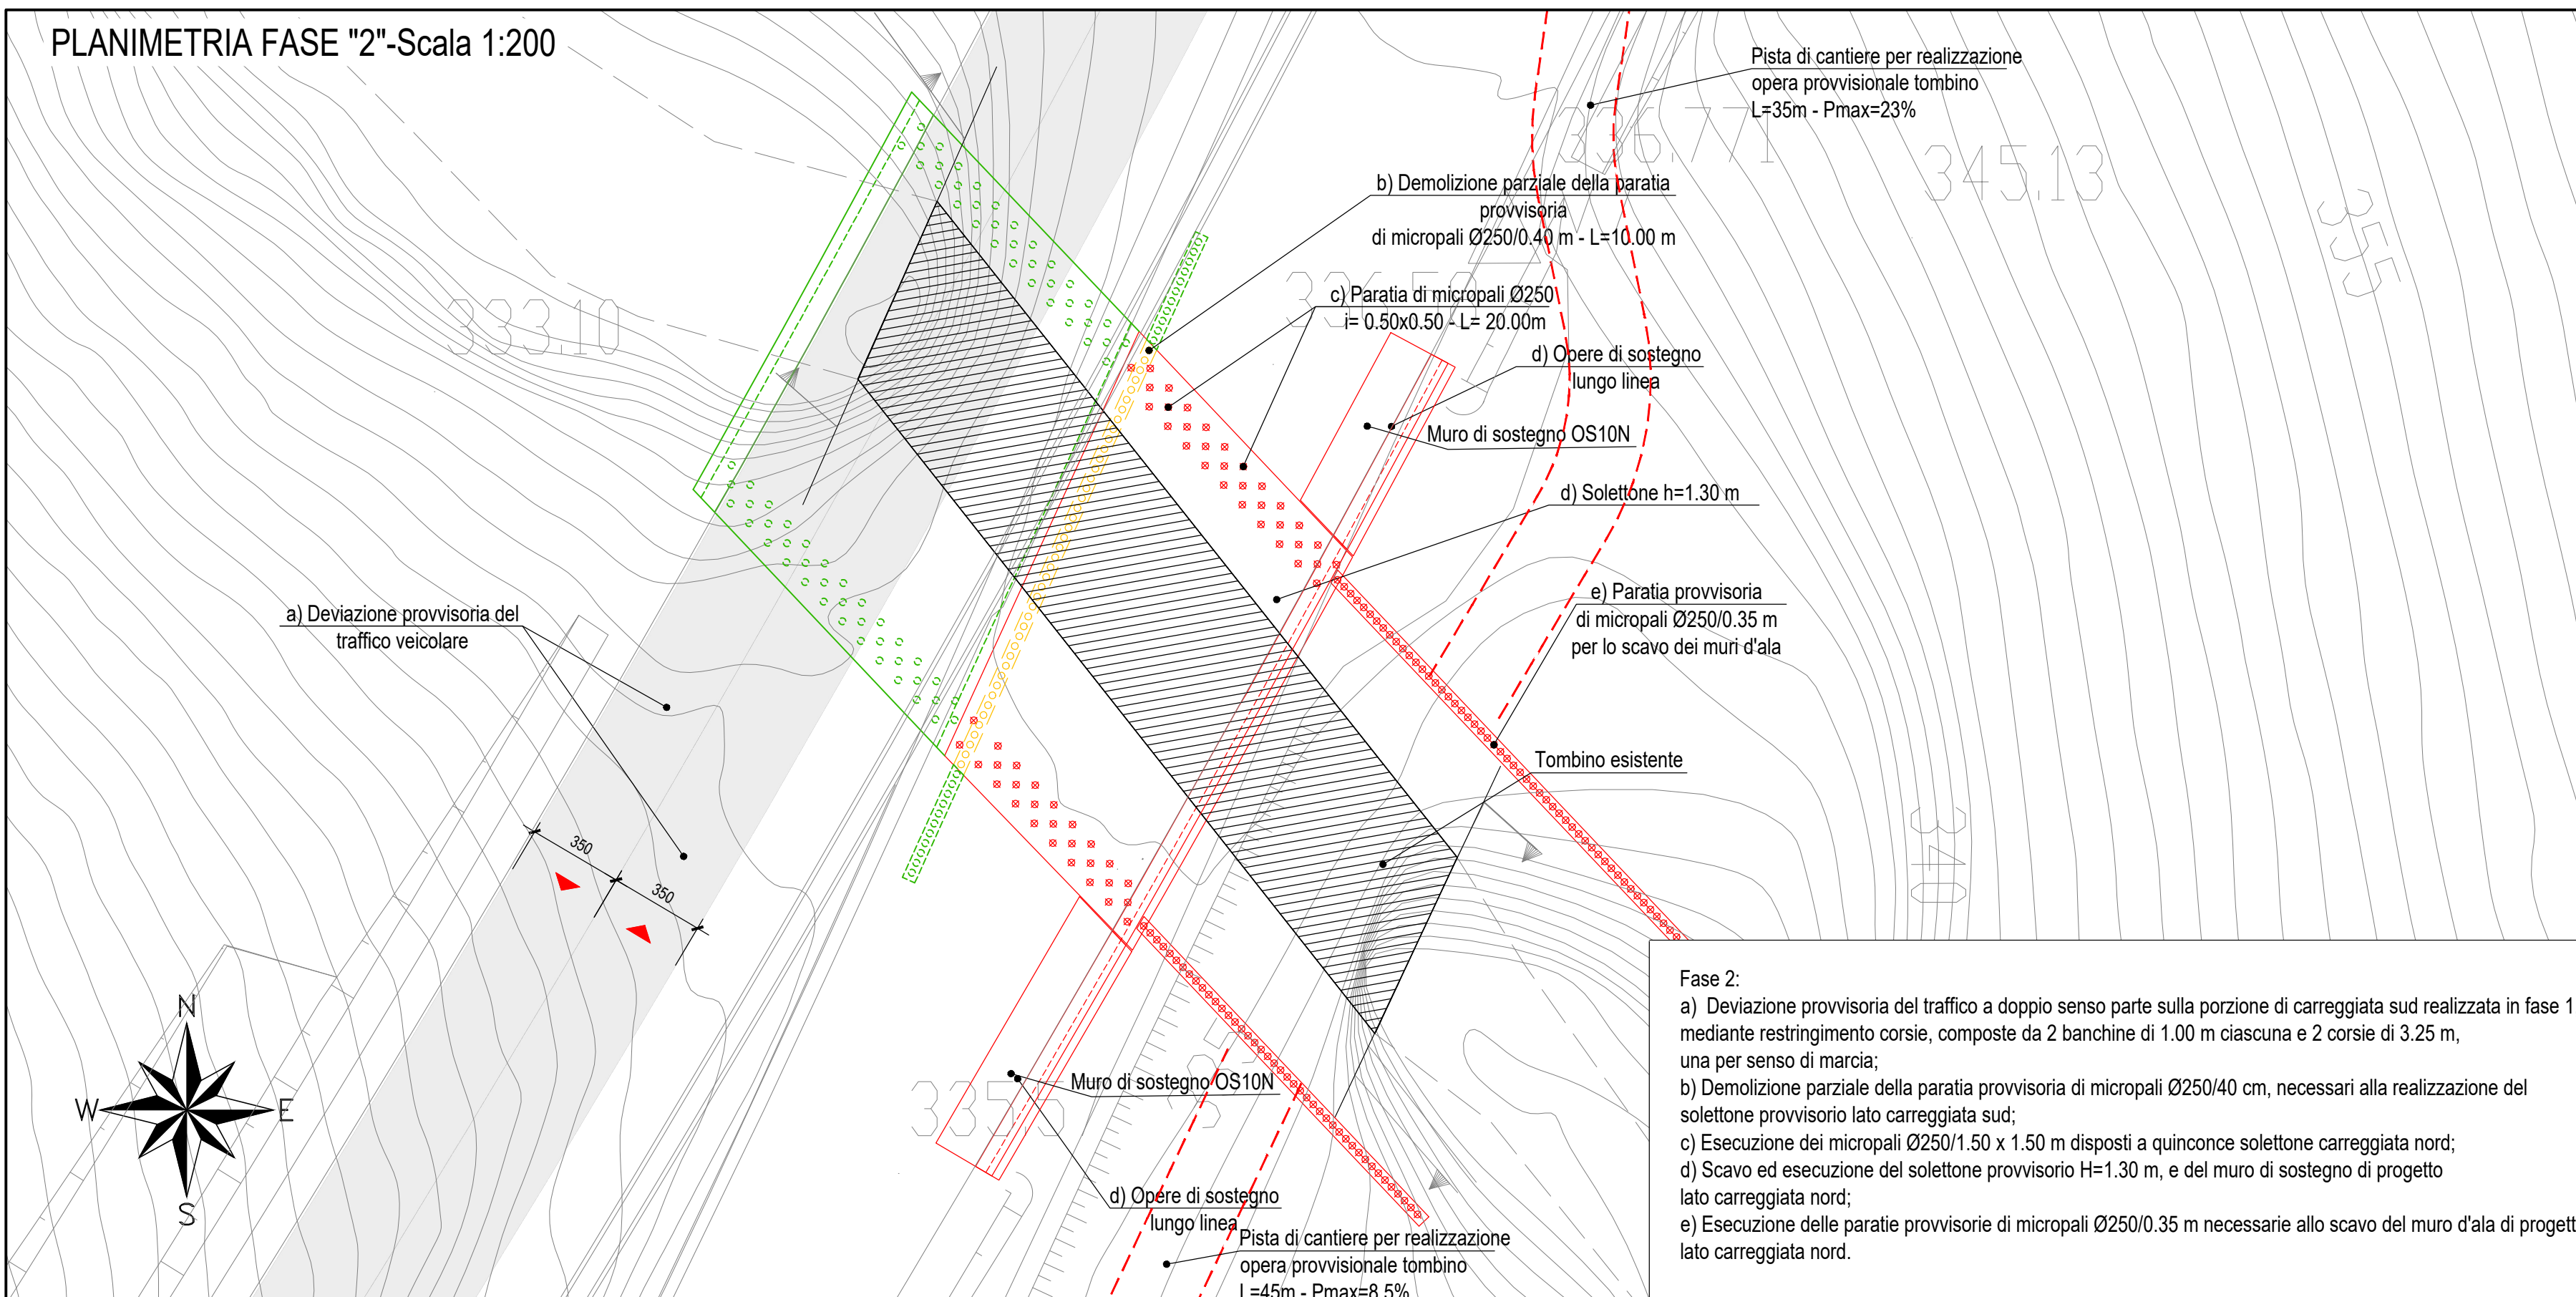 PLANIMETRIA FASE "2"-Scala 1:200
Pista di cantiere per realizzazione
opera provvisionale tombino
L=35m - Pmax=23%
336.77
345.13
355
b) Demolizione parziale della paratia
provvisoria
di micropali Ø250/0.40 m - L=10.00 m
c) Paratia di micropali Ø250
i= 0.50x0.50 - L= 20.00m
333.10
d) Opere di sostegno
lungo linea
Muro di sostegno OS10N
d) Solettone h=1.30 m
e) Paratia provvisoria
di micropali Ø250/0.35 m
per lo scavo dei muri d'ala
a) Deviazione provvisoria del
traffico veicolare
Tombino esistente
350
350
340
N
W
E
S
Muro di sostegno OS10N
d) Opere di sostegno
lungo linea
Pista di cantiere per realizzazione
opera provvisionale tombino
L=45m - Pmax=8.5%
Fase 2:
a) Deviazione provvisoria del traffico a doppio senso parte sulla porzione di carreggiata sud realizzata in fase 1
mediante restringimento corsie, composte da 2 banchine di 1.00 m ciascuna e 2 corsie di 3.25 m,
una per senso di marcia;
b) Demolizione parziale della paratia provvisoria di micropali Ø250/40 cm, necessari alla realizzazione del
solettone provvisorio lato carreggiata sud;
c) Esecuzione dei micropali Ø250/1.50 x 1.50 m disposti a quinconce solettone carreggiata nord;
d) Scavo ed esecuzione del solettone provvisorio H=1.30 m, e del muro di sostegno di progetto
lato carreggiata nord;
e) Esecuzione delle paratie provvisorie di micropali Ø250/0.35 m necessarie allo scavo del muro d'ala di progett
lato carreggiata nord.